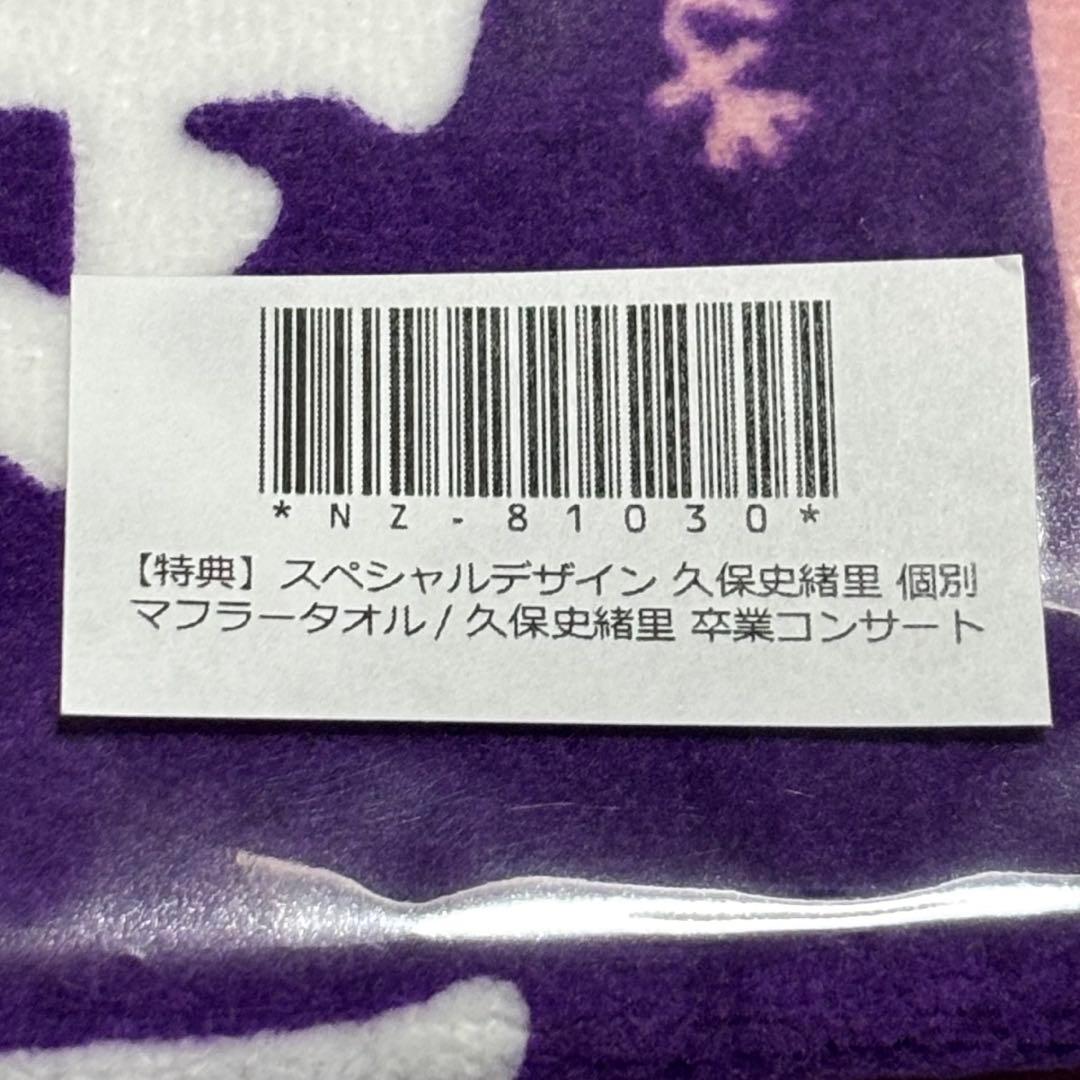 *NZ-81030*
【特典】スペシャルデザイン 久保史緒里 個別
マフラータオル / 久保史緒里 卒業コンサート